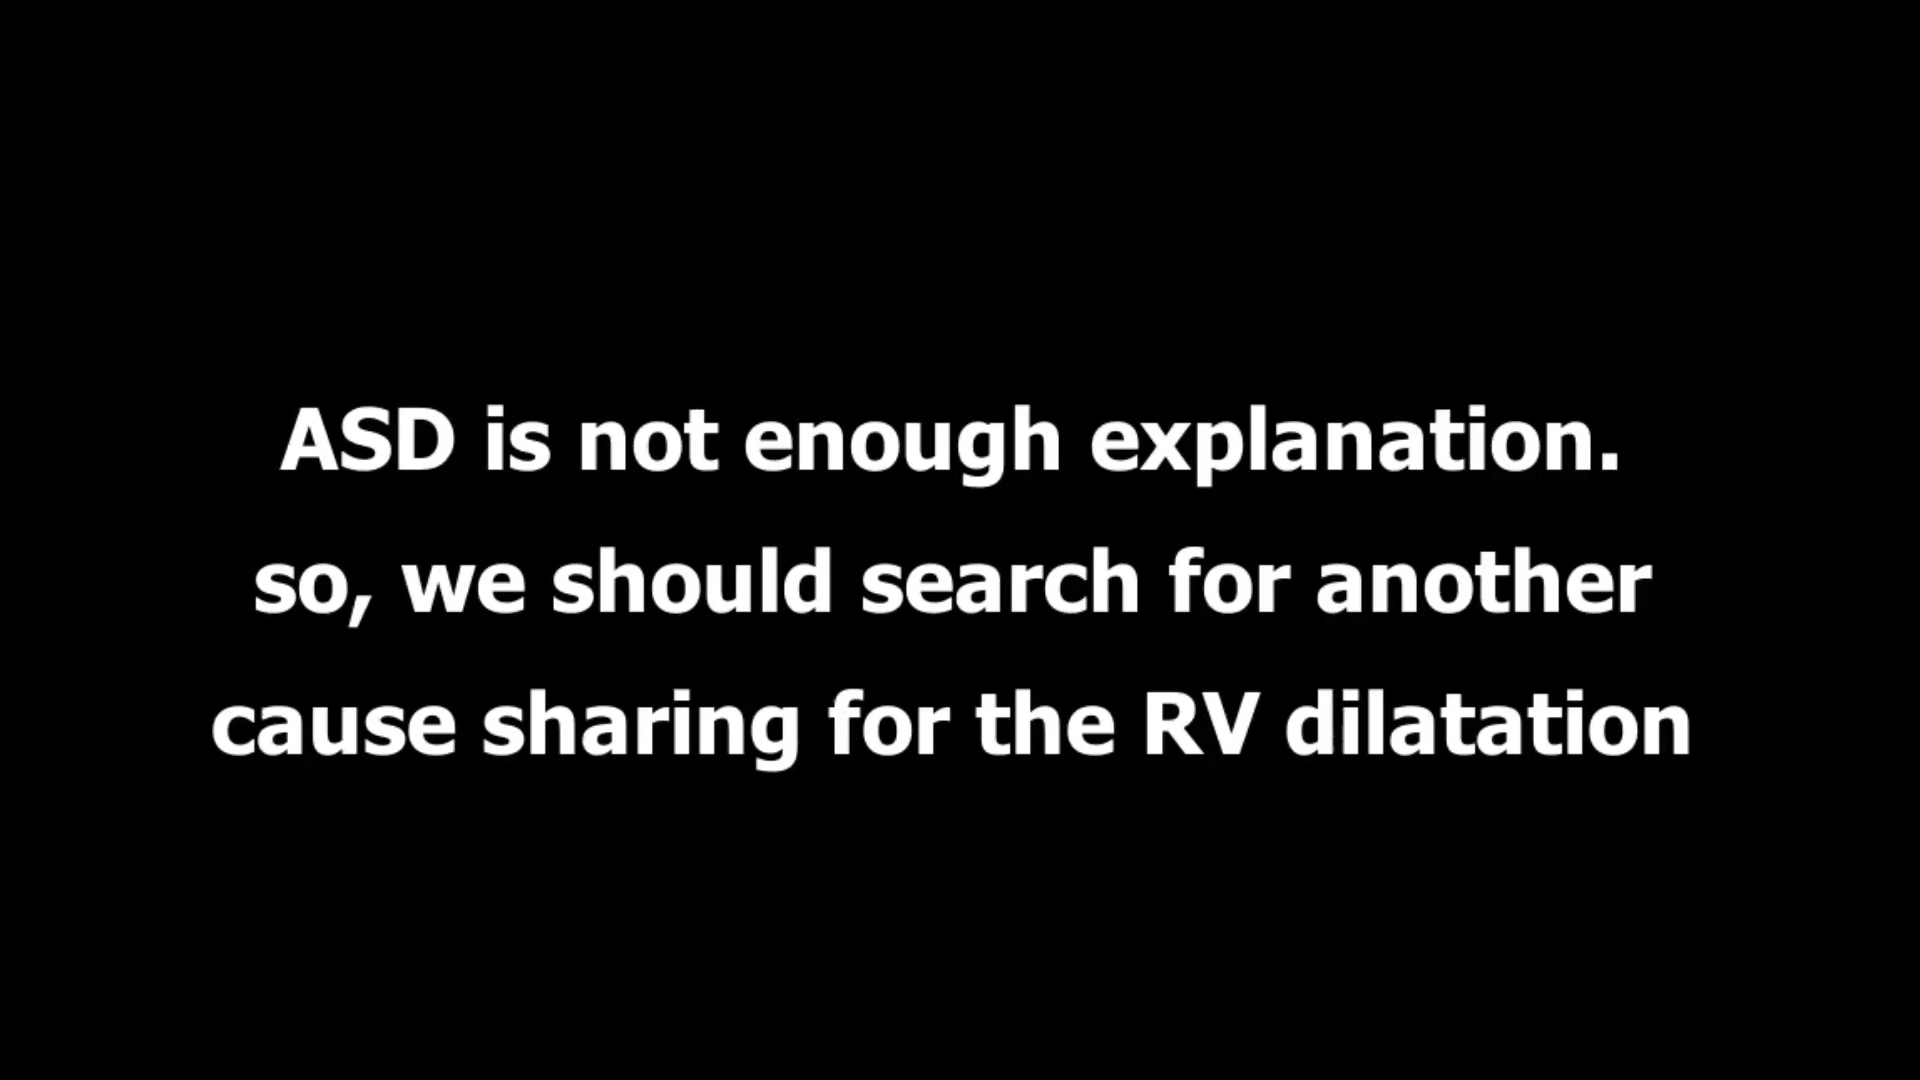 ASD is not enough explanation.
so, we should search for another
cause sharing for the RV dilatation